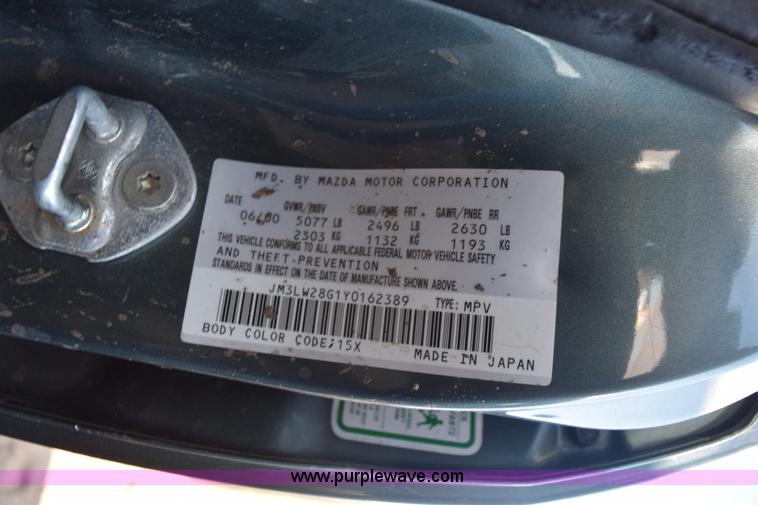 MFD. BY MAZDA MOTOR CORPORATION
DATE GVWR/PNBV GAWR/PNBE FRT GAWR/PNBE RR
06/00 5077 LB 2496 LB 2630 LB
2303 KG 1132 KG 1193 KG
THIS VEHICLE CONFORMS TO ALL APPLICABLE FEDERAL MOTOR VEHICLE SAFETY
AND THEFT-PREVENTION
STANDARDS IN EFFECT ON THE DATE OF MANUFACTURE SHOWN ABOVE.
JM3LW28G1Y0162389 TYPE: MPV
BODY COLOR CODE;15X MADE IN JAPAN
www.purplewave.com